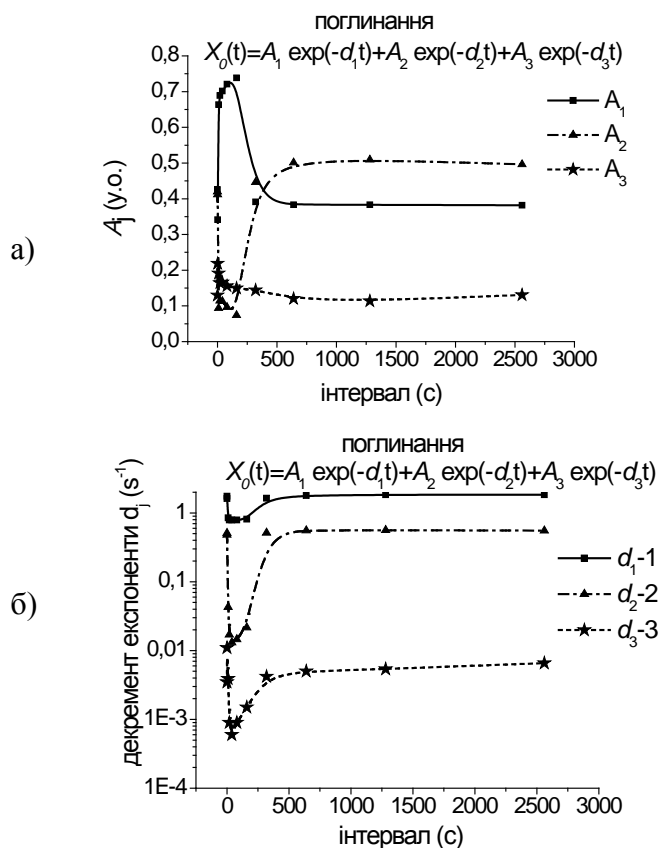 поглинання
X₀(t)=A₁ exp(-d₁t)+A₂ exp(-d₂t)+A₃ exp(-d₃t)
0,8
0,7
0,6
0,5
0,4
0,3
0,2
0,1
0,0
A₁
A₂
A₃
Aj (у.о.)
а)
0 500 1000 1500 2000 2500 3000
інтервал (с)
поглинання
X₀(t)=A₁ exp(-d₁t)+A₂ exp(-d₂t)+A₃ exp(-d₃t)
1
0,1
0,01
1E-3
1E-4
d₁-1
d₂-2
d₃-3
декремент експоненти dj (s⁻¹)
б)
0 500 1000 1500 2000 2500 3000
інтервал (с)